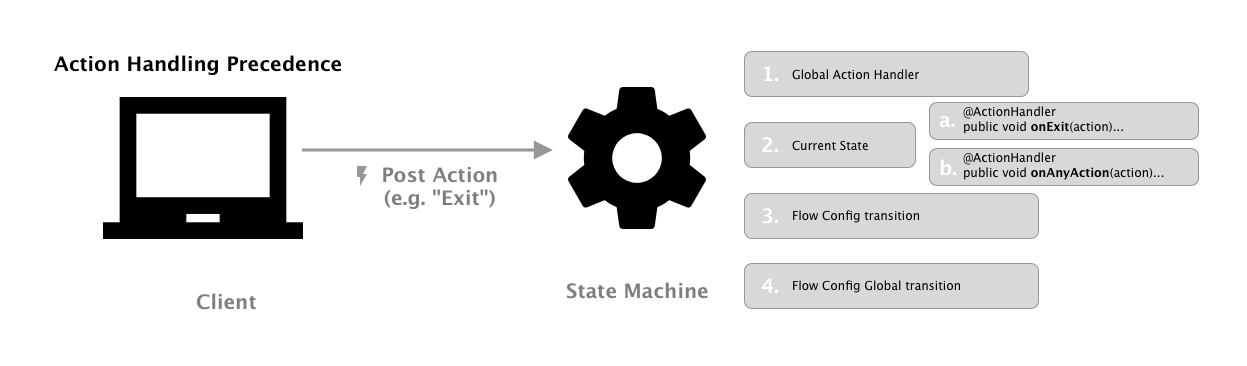 Action Handling Precedence
Post Action
(e.g. "Exit")
Client
State Machine
1. Global Action Handler
2. Current State
a. @ActionHandler
public void onExit(action)...
b. @ActionHandler
public void onAnyAction(action)...
3. Flow Config transition
4. Flow Config Global transition